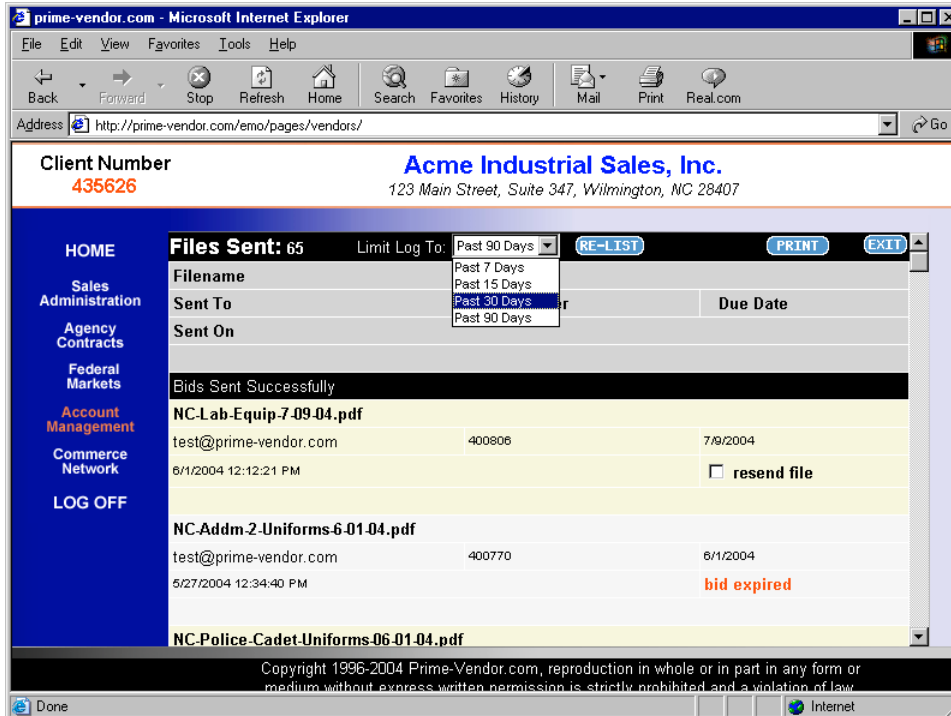 prime-vendor.com - Microsoft Internet Explorer
File Edit View Favorites Tools Help
Back Forward Stop Refresh Home Search Favorites History Mail Print Real.com
Address http://prime-vendor.com/emo/pages/vendors/ Go
Client Number
435626
Acme Industrial Sales, Inc.
123 Main Street, Suite 347, Wilmington, NC 28407
HOME
Sales
Administration
Agency
Contracts
Federal
Markets
Account
Management
Commerce
Network
LOG OFF
Files Sent: 65 Limit Log To: Past 90 Days RE-LIST PRINT EXIT
Past 7 Days
Past 15 Days
Past 30 Days
Past 90 Days
Filename
Sent To Due Date
Sent On
Bids Sent Successfully
NC-Lab-Equip-7-09-04.pdf
test@prime-vendor.com 400806 7/9/2004
6/1/2004 12:12:21 PM resend file
NC-Addm-2-Uniforms-6-01-04.pdf
test@prime-vendor.com 400770 6/1/2004
5/27/2004 12:34:40 PM bid expired
NC-Police-Cadet-Uniforms-06-01-04.pdf
Copyright 1996-2004 Prime-Vendor.com, reproduction in whole or in part in any form or
medium without express written permission is strictly prohibited and a violation of law
Done Internet